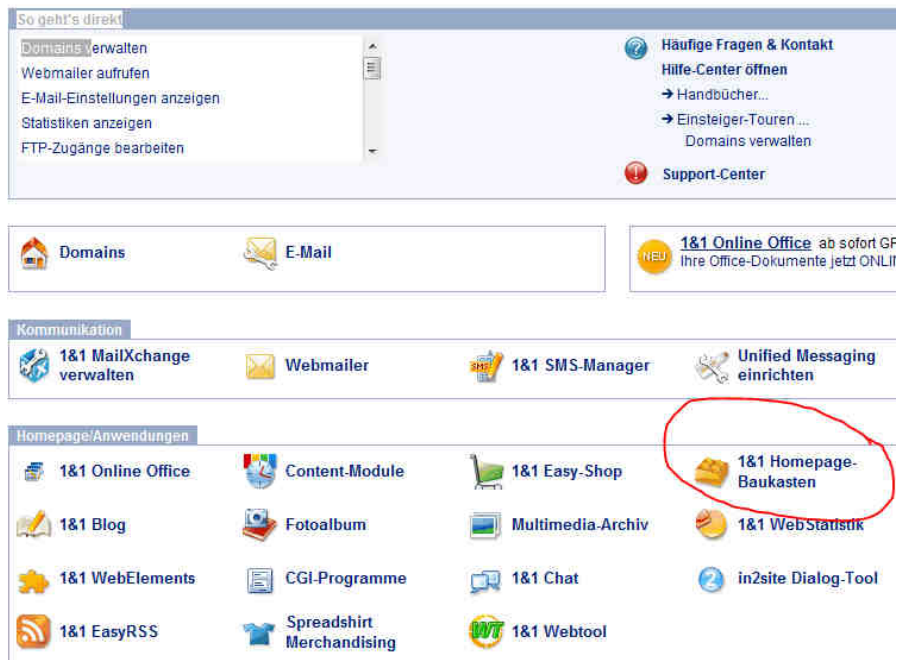 So geht's direkt
Domains verwalten
Webmailer aufrufen
E-Mail-Einstellungen anzeigen
Statistiken anzeigen
FTP-Zugänge bearbeiten
Häufige Fragen & Kontakt
Hilfe-Center öffnen
→ Handbücher...
→ Einsteiger-Touren ...
Domains verwalten
Support-Center
Domains
E-Mail
NEU
1&1 Online Office ab sofort GR
Ihre Office-Dokumente jetzt ONLIN
Kommunikation
1&1 MailXchange
verwalten
Webmailer
SMS
1&1 SMS-Manager
Unified Messaging
einrichten
Homepage/Anwendungen
1&1 Online Office
Content-Module
1&1 Easy-Shop
1&1 Homepage-
Baukasten
1&1 Blog
Fotoalbum
Multimedia-Archiv
1&1 WebStatistik
1&1 WebElements
CGI-Programme
1&1 Chat
2
in2site Dialog-Tool
1&1 EasyRSS
Spreadshirt
Merchandising
WT
1&1 Webtool